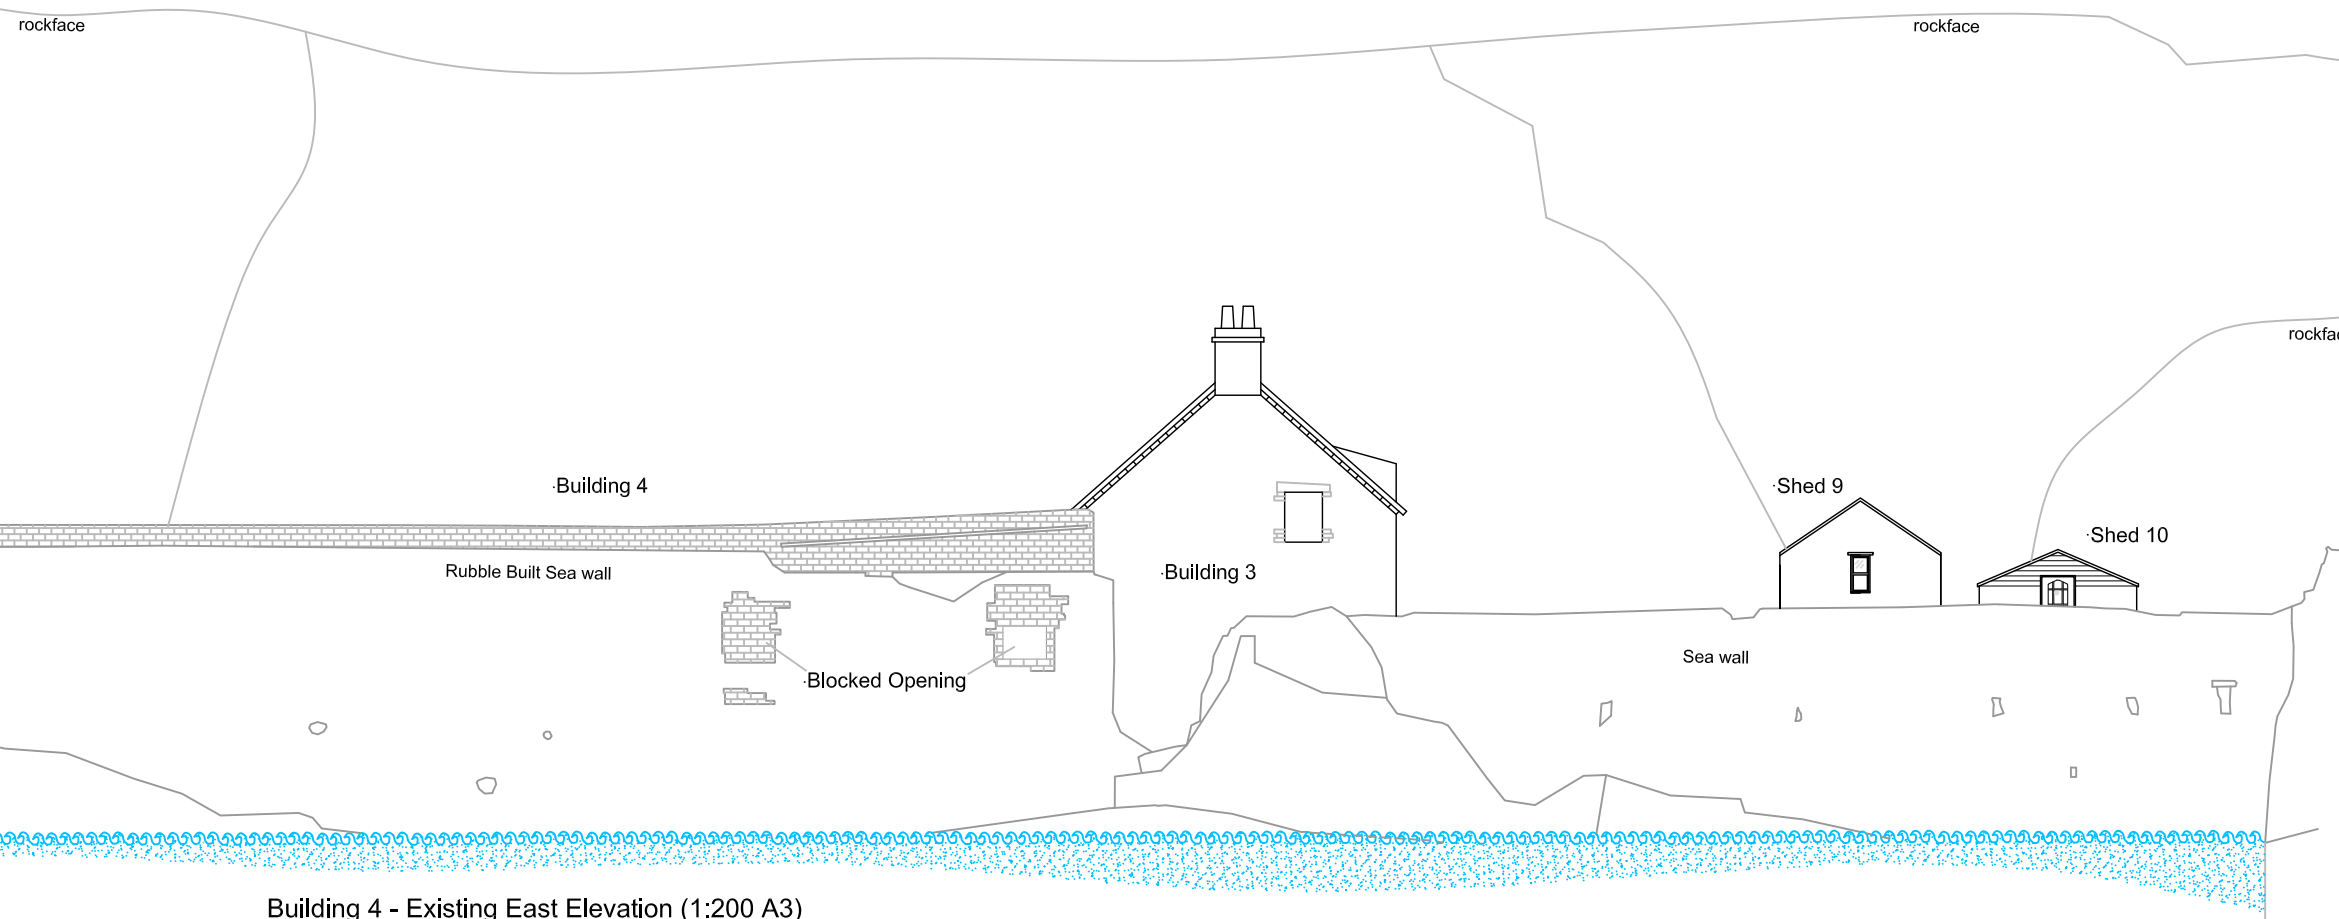 rockface
rockface
rockfac
Building 4
Shed 9
Shed 10
Rubble Built Sea wall
Building 3
Sea wall
Blocked Opening
Building 4 - Existing East Elevation (1:200 A3)